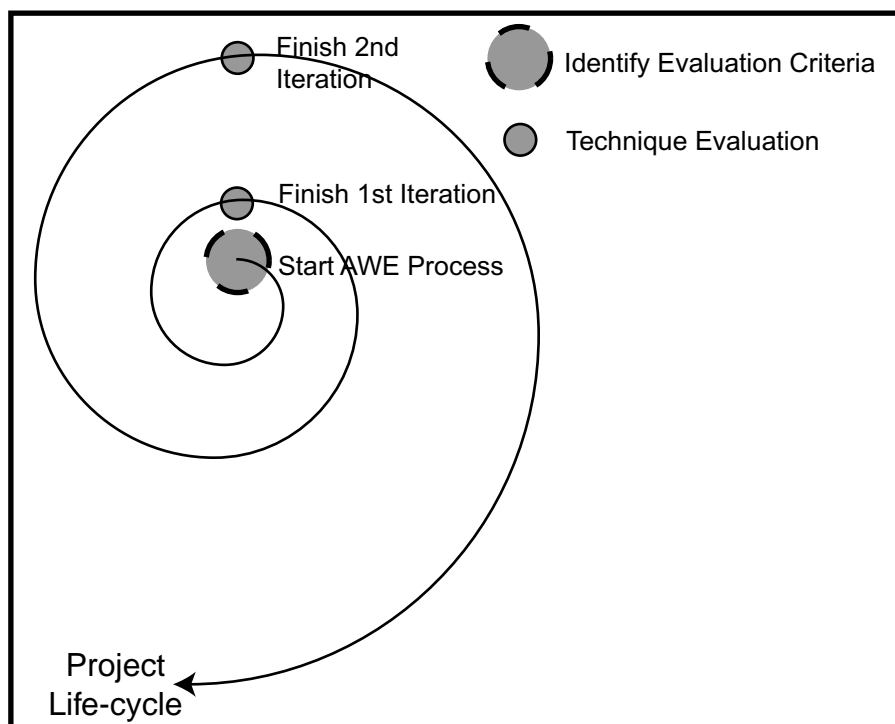 Finish 2nd
Iteration
Identify Evaluation Criteria
Technique Evaluation
Finish 1st Iteration
Start AWE Process
Project
Life-cycle